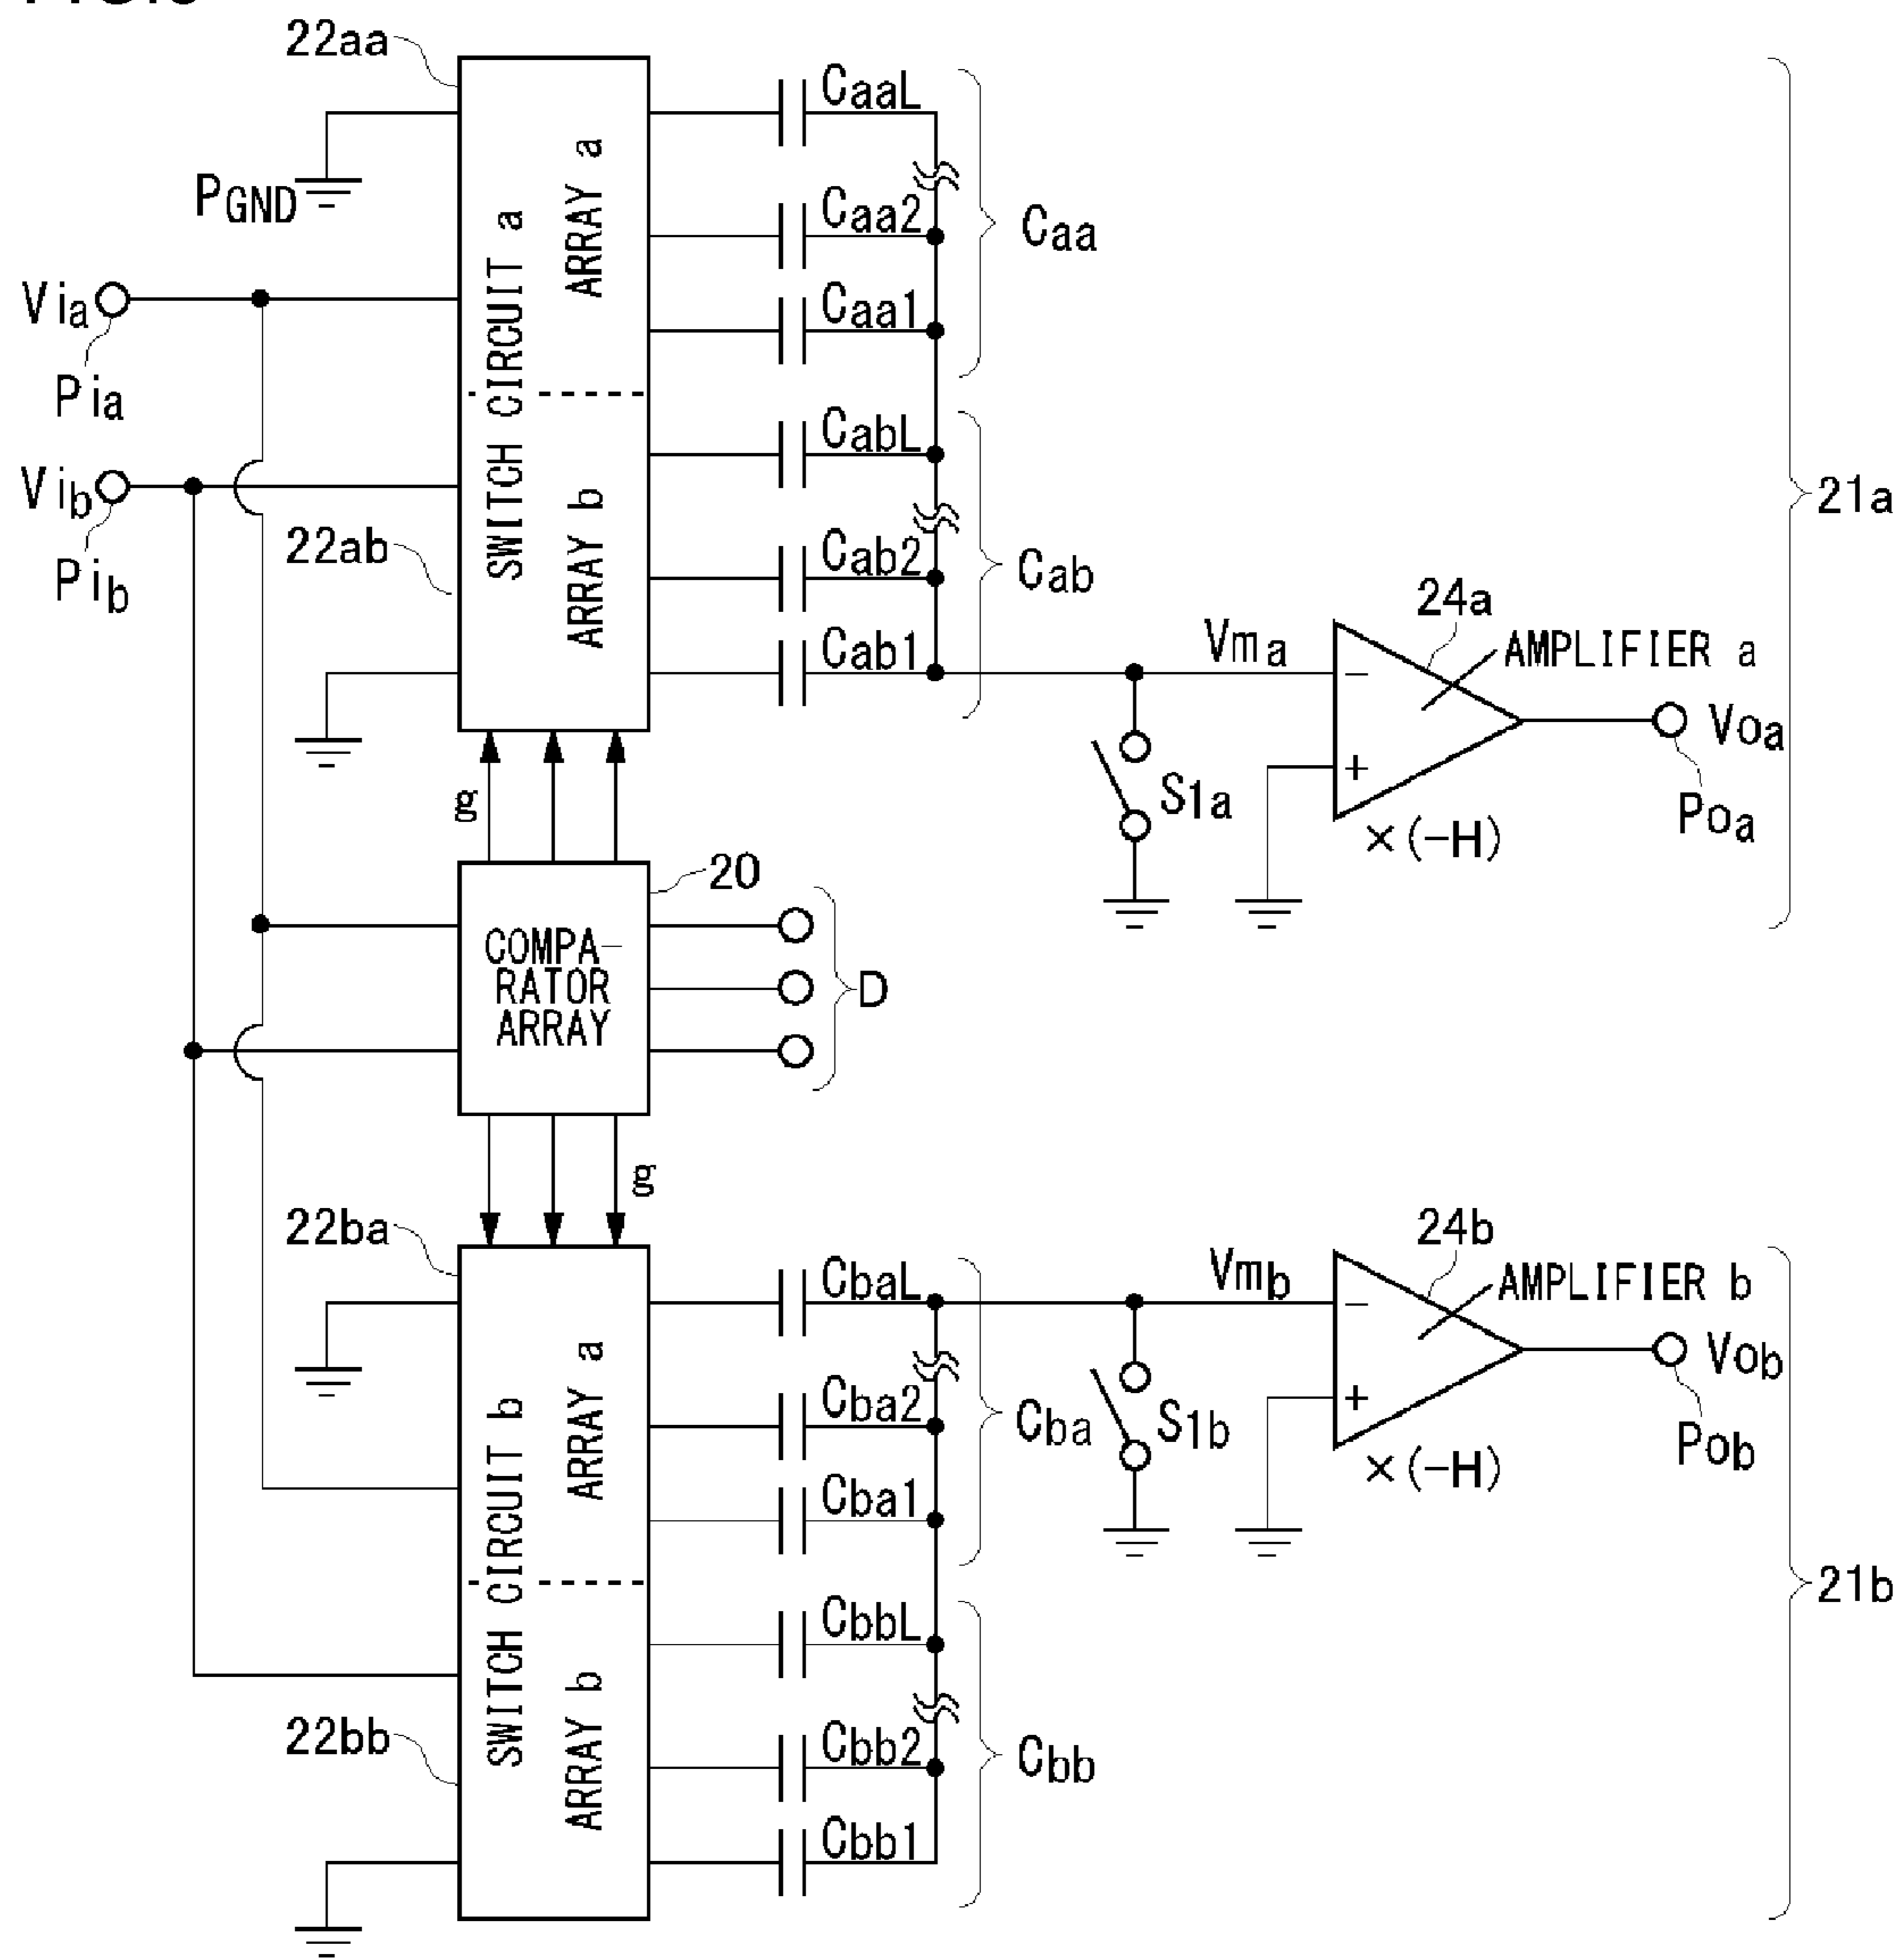 22aa
PGND
Via
Pia
Vib
Pib
22ab
SWITCH CIRCUIT a
ARRAY a
ARRAY b
CaaL
Caa2
Caa1
Caa
CabL
Cab2
Cab1
Cab
21a
Vma
24a
AMPLIFIER a
−
+
×(-H)
S1a
Voa
Poa
g
20
COMPA-
RATOR
ARRAY
D
g
22ba
22bb
SWITCH CIRCUIT b
ARRAY a
ARRAY b
CbaL
Cba2
Cba1
Cba
CbbL
Cbb2
Cbb1
Cbb
Vmb
24b
AMPLIFIER b
−
+
×(-H)
S1b
Vob
Pob
21b